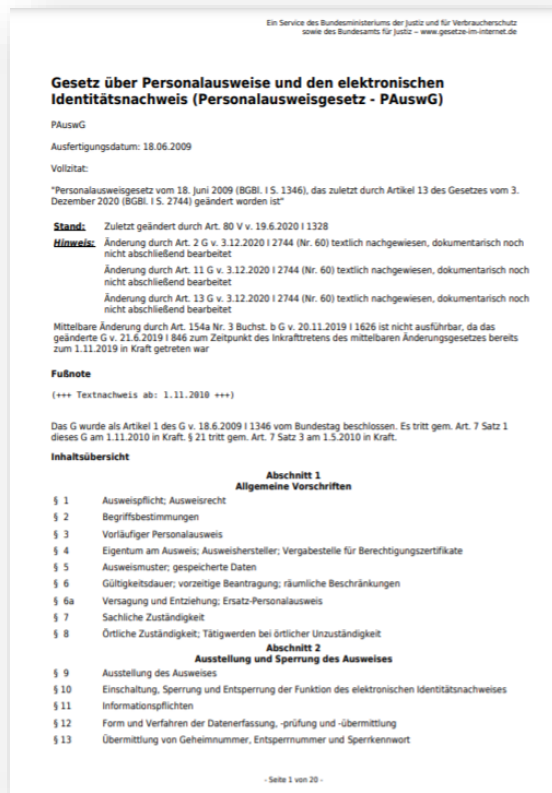 Ein Service des Bundesministeriums der Justiz und für Verbraucherschutz
sowie des Bundesamts für Justiz – www.gesetze-im-internet.de
Gesetz über Personalausweise und den elektronischen
Identitätsnachweis (Personalausweisgesetz - PAuswG)
PAuswG
Ausfertigungsdatum: 18.06.2009
Vollzitat:
"Personalausweisgesetz vom 18. Juni 2009 (BGBl. I S. 1346), das zuletzt durch Artikel 13 des Gesetzes vom 3.
Dezember 2020 (BGBl. I S. 2744) geändert worden ist"
Stand: Zuletzt geändert durch Art. 80 V v. 19.6.2020 I 1328
Hinweis: Änderung durch Art. 2 G v. 3.12.2020 I 2744 (Nr. 60) textlich nachgewiesen, dokumentarisch noch
nicht abschließend bearbeitet
Änderung durch Art. 11 G v. 3.12.2020 I 2744 (Nr. 60) textlich nachgewiesen, dokumentarisch noch
nicht abschließend bearbeitet
Änderung durch Art. 13 G v. 3.12.2020 I 2744 (Nr. 60) textlich nachgewiesen, dokumentarisch noch
nicht abschließend bearbeitet
Mittelbare Änderung durch Art. 154a Nr. 3 Buchst. b G v. 20.11.2019 I 1626 ist nicht ausführbar, da das
geänderte G v. 21.6.2019 I 846 zum Zeitpunkt des Inkrafttretens des mittelbaren Änderungsgesetzes bereits
zum 1.11.2019 in Kraft getreten war
Fußnote
(+++ Textnachweis ab: 1.11.2010 +++)
Das G wurde als Artikel 1 des G v. 18.6.2009 I 1346 vom Bundestag beschlossen. Es tritt gem. Art. 7 Satz 1
dieses G am 1.11.2010 in Kraft. § 21 tritt gem. Art. 7 Satz 3 am 1.5.2010 in Kraft.
Inhaltsübersicht
Abschnitt 1
Allgemeine Vorschriften
§ 1 Ausweispflicht; Ausweisrecht
§ 2 Begriffsbestimmungen
§ 3 Vorläufiger Personalausweis
§ 4 Eigentum am Ausweis; Ausweishersteller; Vergabestelle für Berechtigungszertifikate
§ 5 Ausweismuster; gespeicherte Daten
§ 6 Gültigkeitsdauer; vorzeitige Beantragung; räumliche Beschränkungen
§ 6a Versagung und Entziehung; Ersatz-Personalausweis
§ 7 Sachliche Zuständigkeit
§ 8 Örtliche Zuständigkeit; Tätigwerden bei örtlicher Unzuständigkeit
Abschnitt 2
Ausstellung und Sperrung des Ausweises
§ 9 Ausstellung des Ausweises
§ 10 Einschaltung, Sperrung und Entsperrung der Funktion des elektronischen Identitätsnachweises
§ 11 Informationspflichten
§ 12 Form und Verfahren der Datenerfassung, -prüfung und -übermittlung
§ 13 Übermittlung von Geheimnummer, Entsperrnummer und Sperrkennwort
- Seite 1 von 20 -